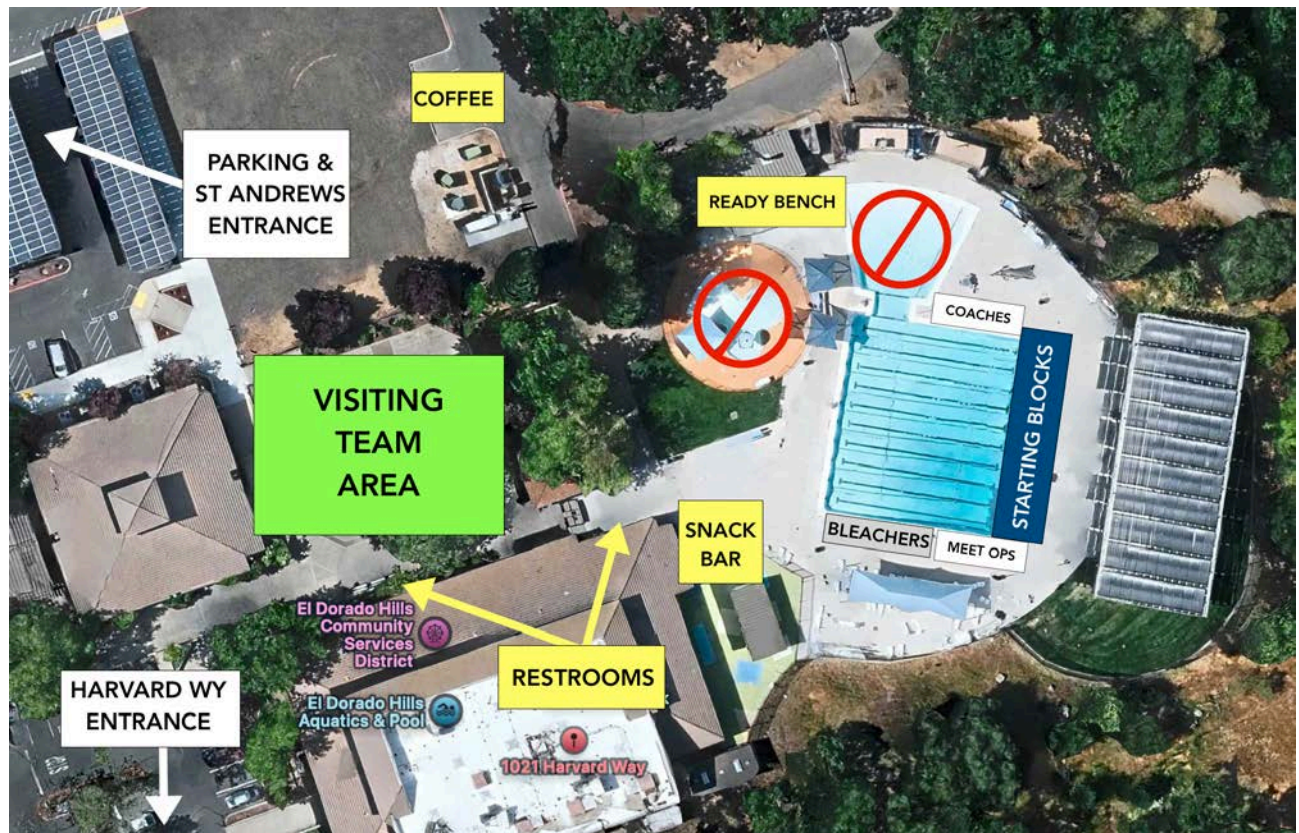 COFFEE
PARKING &
ST ANDREWS
ENTRANCE
READY BENCH
COACHES
STARTING BLOCKS
VISITING
TEAM
AREA
SNACK
BAR
BLEACHERS
MEET OPS
El Dorado Hills
Community
Services
District
RESTROOMS
HARVARD WY
ENTRANCE
El Dorado Hills
Aquatics & Pool
1021 Harvard Way